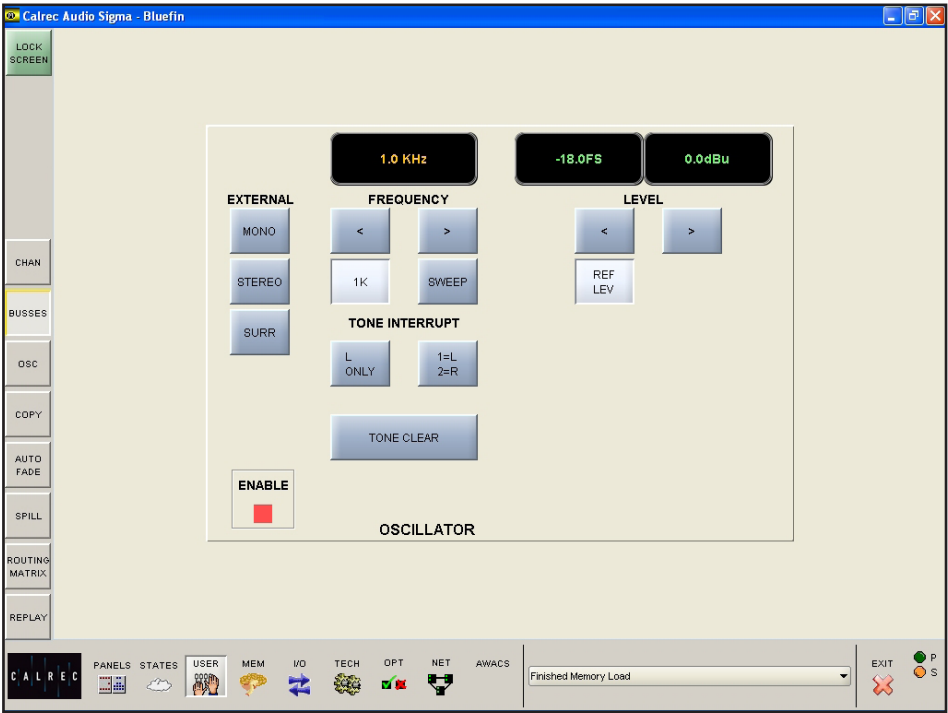 Calrec Audio Sigma - Bluefin
LOCK
SCREEN
1.0 KHz
-18.0FS
0.0dBu
EXTERNAL
FREQUENCY
LEVEL
MONO
<
>
<
>
STEREO
1K
SWEEP
REF
LEV
SURR
TONE INTERRUPT
L
ONLY
1=L
2=R
TONE CLEAR
ENABLE
OSCILLATOR
CHAN
BUSSES
OSC
COPY
AUTO
FADE
SPILL
ROUTING
MATRIX
REPLAY
CALREC
PANELS
STATES
USER
MEM
I/O
TECH
OPT
NET
AWACS
Finished Memory Load
EXIT
P
S